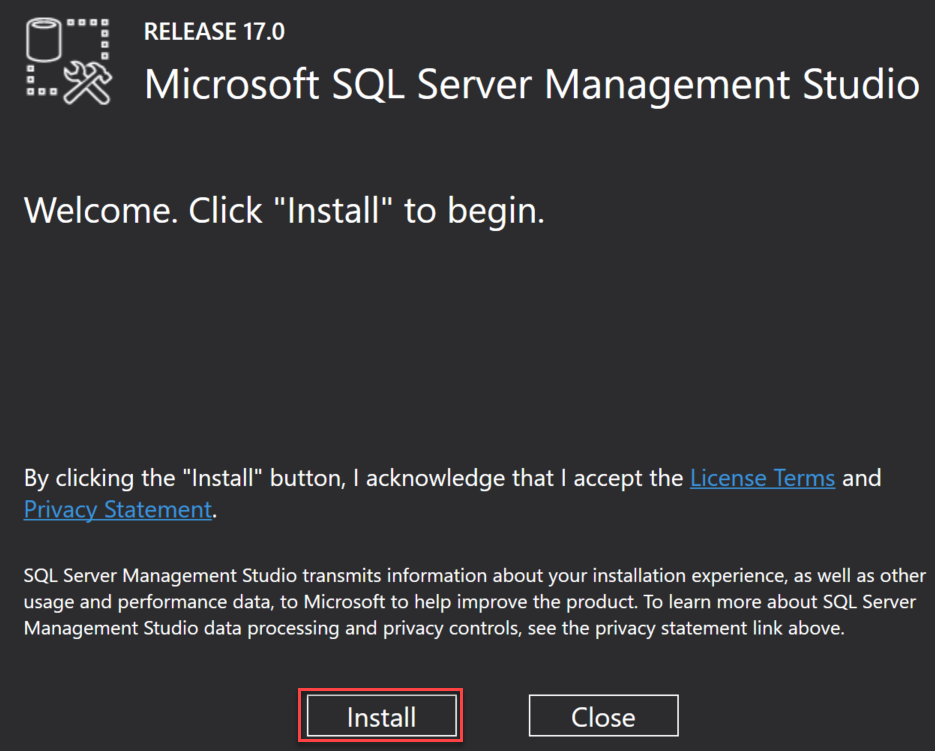 RELEASE 17.0
Microsoft SQL Server Management Studio
Welcome. Click "Install" to begin.
By clicking the "Install" button, I acknowledge that I accept the License Terms and
Privacy Statement.
SQL Server Management Studio transmits information about your installation experience, as well as other
usage and performance data, to Microsoft to help improve the product. To learn more about SQL Server
Management Studio data processing and privacy controls, see the privacy statement link above.
Install
Close